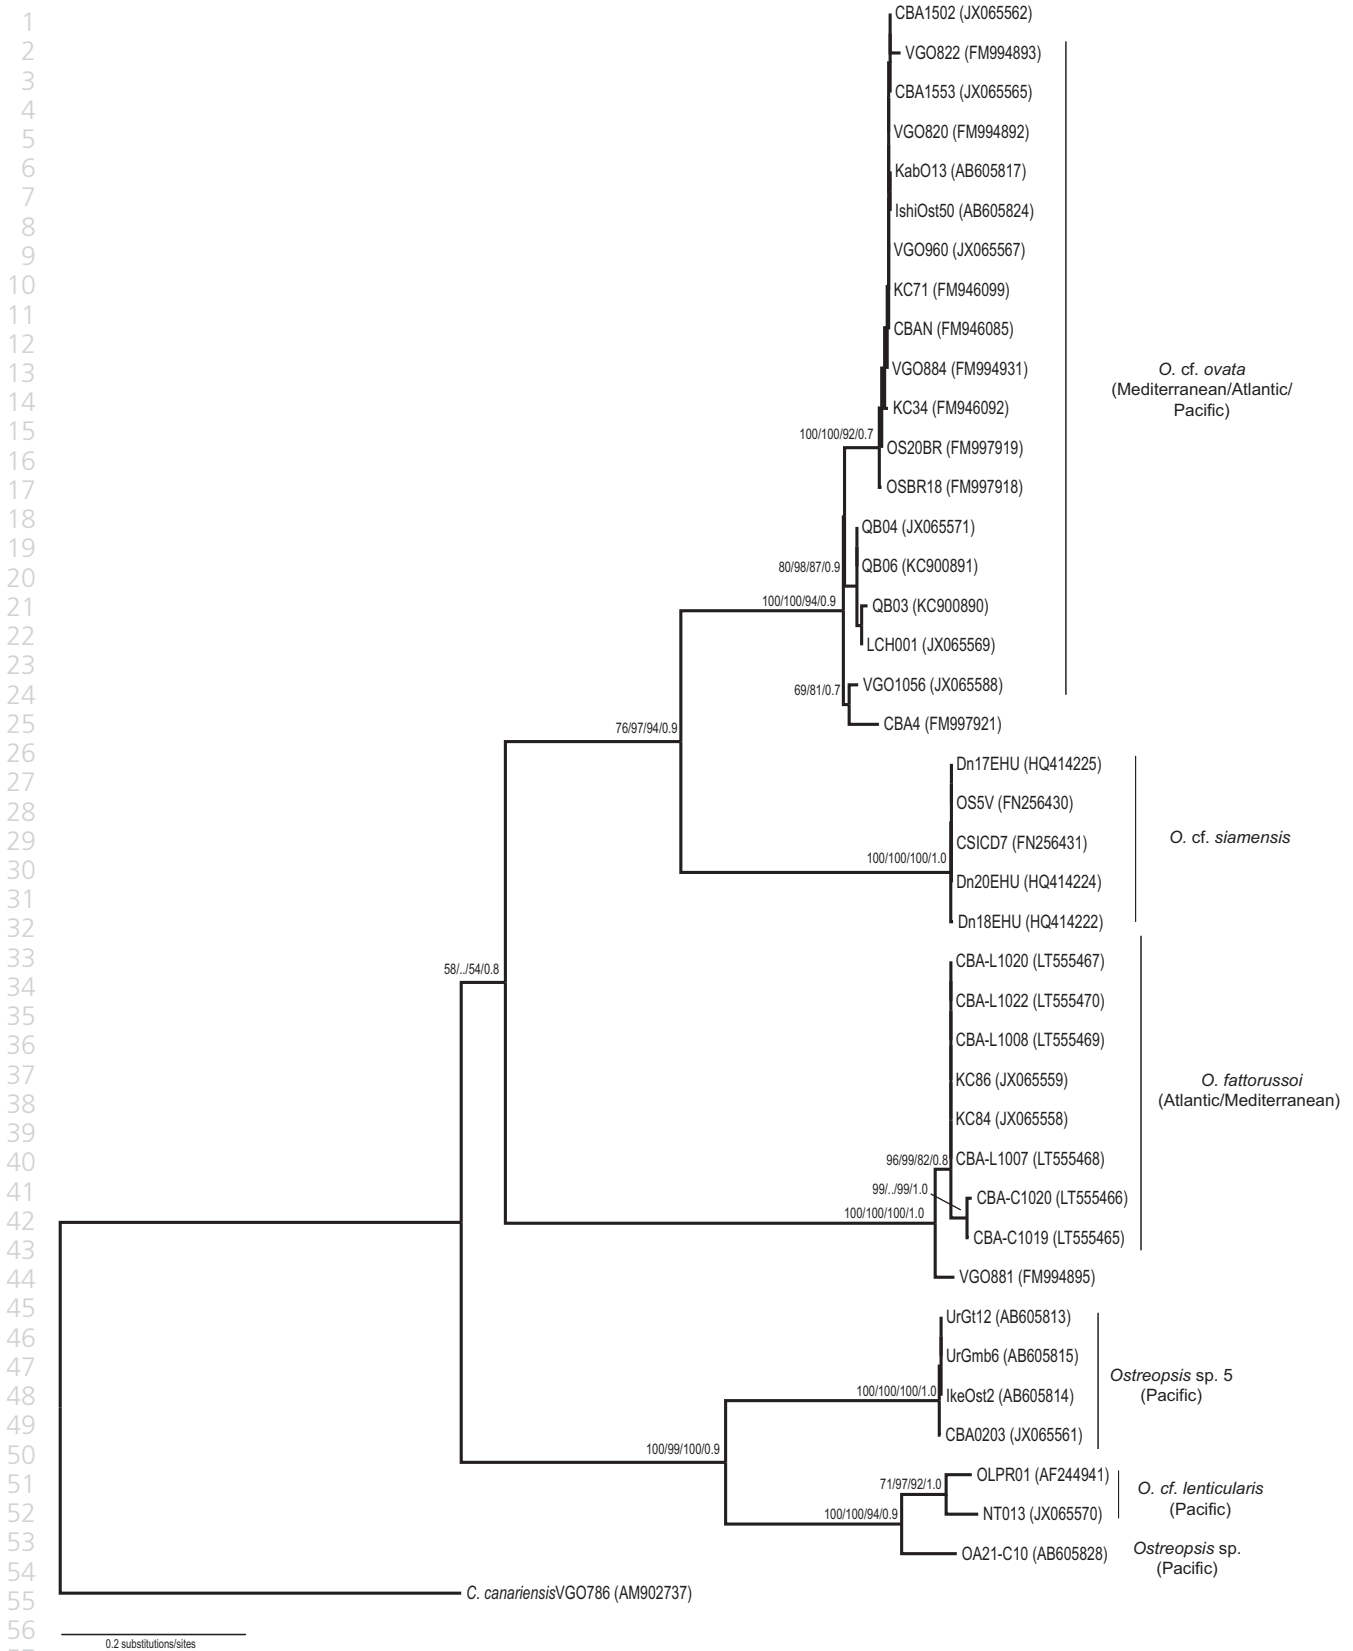 1
2
3
4
5
6
7
8
9
10
11
12
13
14
15
16
17
18
19
20
21
22
23
24
25
26
27
28
29
30
31
32
33
34
35
36
37
38
39
40
41
42
43
44
45
46
47
48
49
50
51
52
53
54
55
56
CBA1502 (JX065562)
VGO822 (FM994893)
CBA1553 (JX065565)
VGO820 (FM994892)
KabO13 (AB605817)
IshiOst50 (AB605824)
VGO960 (JX065567)
KC71 (FM946099)
CBAN (FM946085)
VGO884 (FM994931)
KC34 (FM946092)
100/100/92/0.7
OS20BR (FM997919)
OSBR18 (FM997918)
QB04 (JX065571)
80/98/87/0.9
QB06 (KC900891)
100/100/94/0.9
QB03 (KC900890)
LCH001 (JX065569)
69/81/0.7
VGO1056 (JX065588)
CBA4 (FM997921)
O. cf. ovata
(Mediterranean/Atlantic/
Pacific)
76/97/94/0.9
Dn17EHU (HQ414225)
OS5V (FN256430)
CSICD7 (FN256431)
100/100/100/1.0
Dn20EHU (HQ414224)
Dn18EHU (HQ414222)
O. cf. siamensis
58/../54/0.8
CBA-L1020 (LT555467)
CBA-L1022 (LT555470)
CBA-L1008 (LT555469)
KC86 (JX065559)
KC84 (JX065558)
96/99/82/0.8
CBA-L1007 (LT555468)
99/../99/1.0
CBA-C1020 (LT555466)
100/100/100/1.0
CBA-C1019 (LT555465)
VGO881 (FM994895)
O. fattorussoi
(Atlantic/Mediterranean)
UrGt12 (AB605813)
UrGmb6 (AB605815)
100/100/100/1.0
IkeOst2 (AB605814)
CBA0203 (JX065561)
Ostreopsis sp. 5
(Pacific)
100/99/100/0.9
OLPR01 (AF244941)
71/97/92/1.0
NT013 (JX065570)
O. cf. lenticularis
(Pacific)
100/100/94/0.9
OA21-C10 (AB605828)
Ostreopsis sp.
(Pacific)
C. canariensisVGO786 (AM902737)
0.2 substitutions/sites